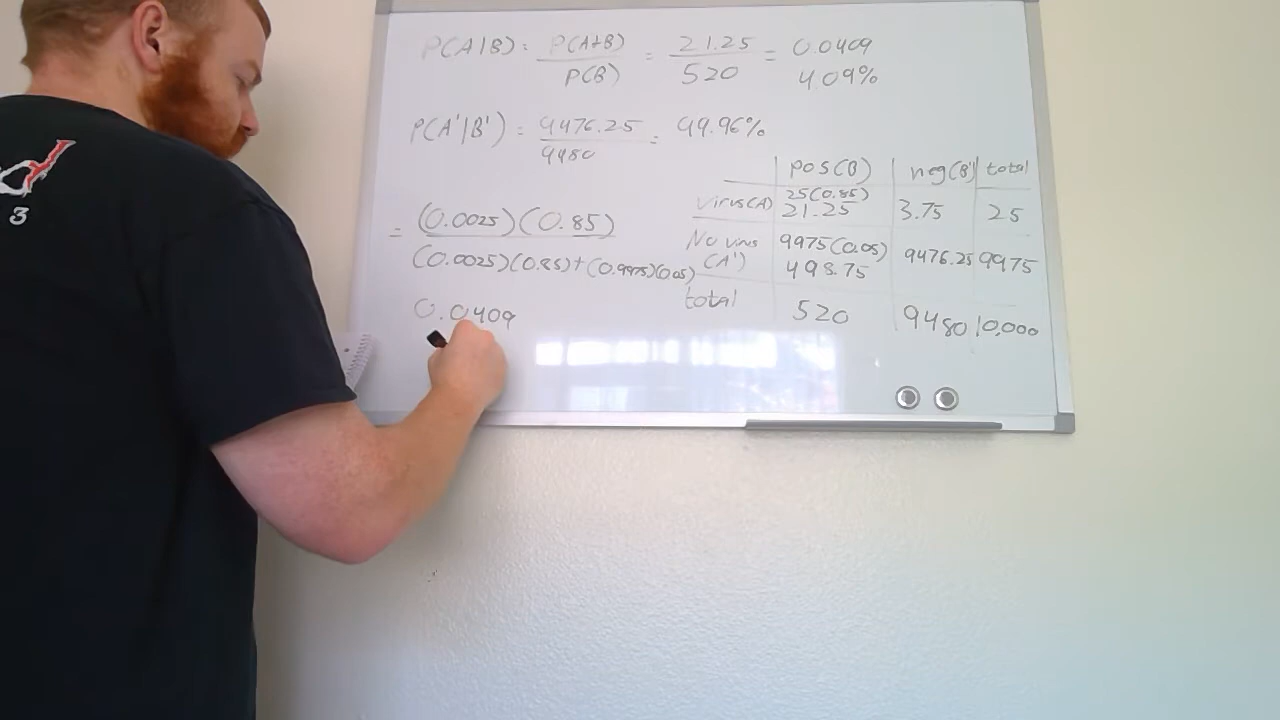 P(A|B): P(A+B) / P(B) = 21.25 / 520 = 0.0409
409%
P(A'|B') = 9476.25 / 9480 = 99.96%
= (0.0025)(0.85) / (0.0025)(0.85)+(0.9975)(0.05)
0.0409
pos(B) neg(B') total
Virus(A) 25(0.85) 21.25 3.75 25
No virus (A') 9975(0.05) 498.75 9476.25 9975
total 520 9480 10,000
3